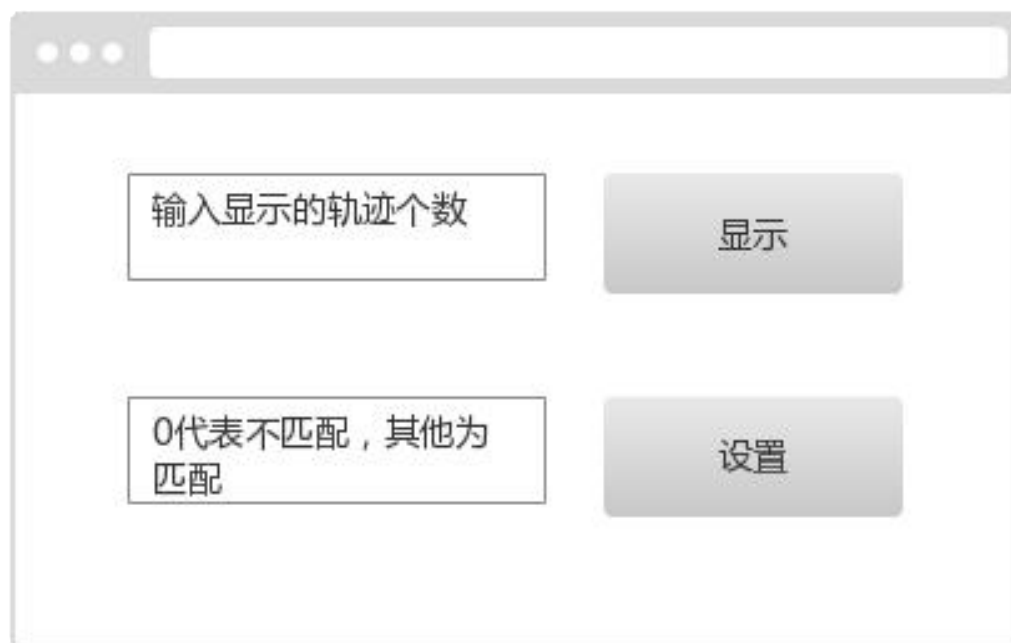 输入显示的轨迹个数
显示
0代表不匹配，其他为
匹配
设置